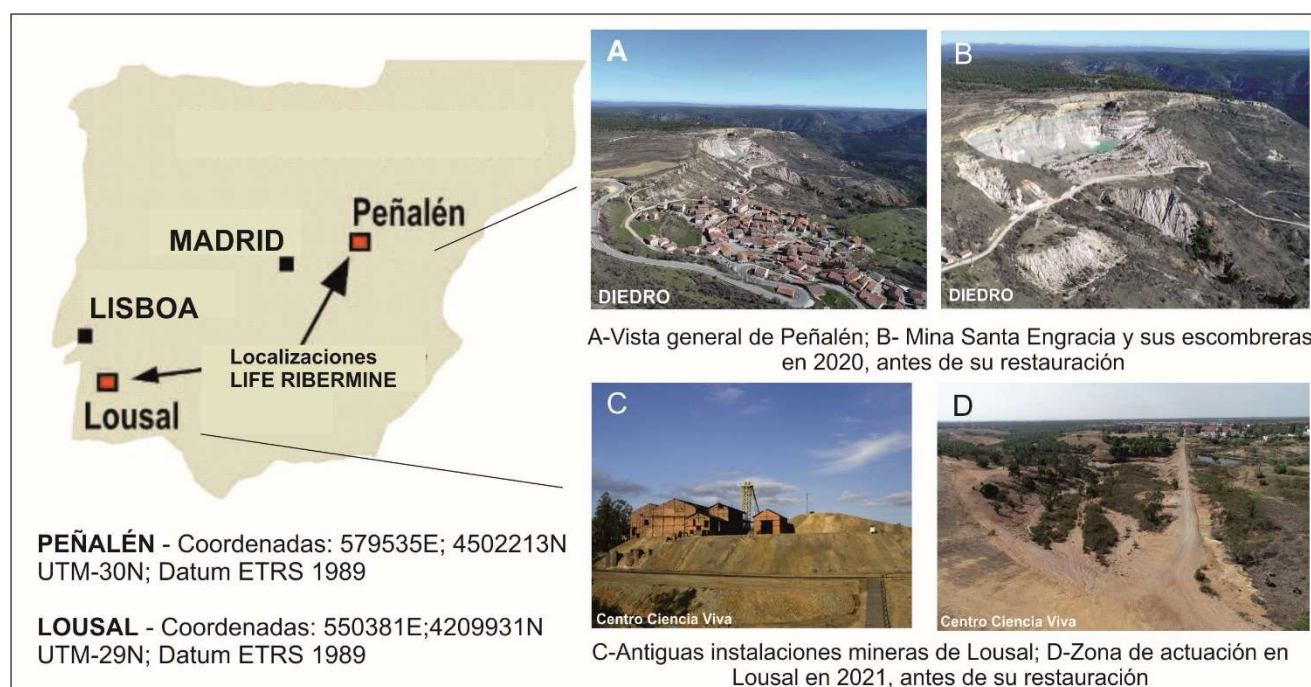 Peñalén
MADRID
LISBOA
Localizaciones
LIFE RIBERMINE
Lousal
PEÑALÉN - Coordenadas: 579535E; 4502213N
UTM-30N; Datum ETRS 1989
LOUSAL - Coordenadas: 550381E;4209931N
UTM-29N; Datum ETRS 1989
A
DIEDRO
B
DIEDRO
A-Vista general de Peñalén; B- Mina Santa Engracia y sus escombreras
en 2020, antes de su restauración
C
Centro Ciencia Viva
D
Centro Ciencia Viva
C-Antiguas instalaciones mineras de Lousal; D-Zona de actuación en
Lousal en 2021, antes de su restauración